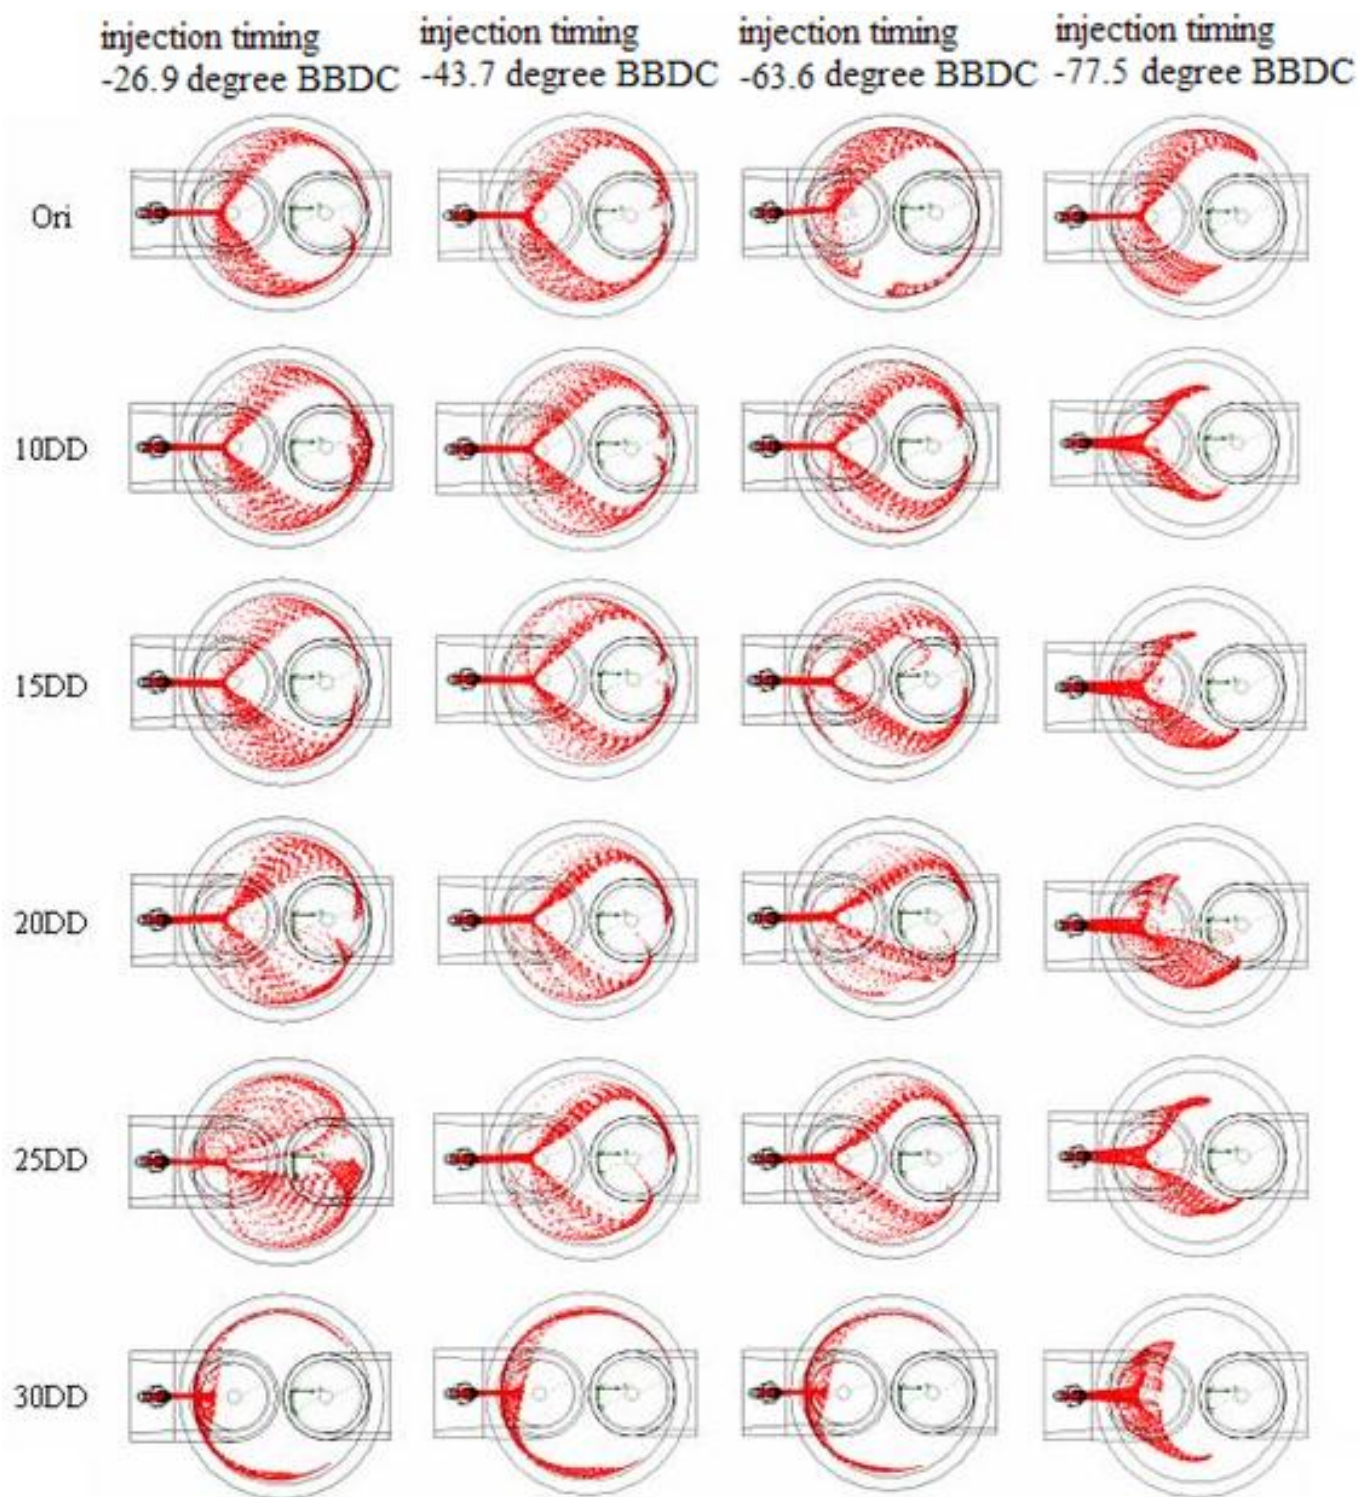 injection timing
-26.9 degree BBDC
injection timing
-43.7 degree BBDC
injection timing
-63.6 degree BBDC
injection timing
-77.5 degree BBDC
Ori
10DD
15DD
20DD
25DD
30DD